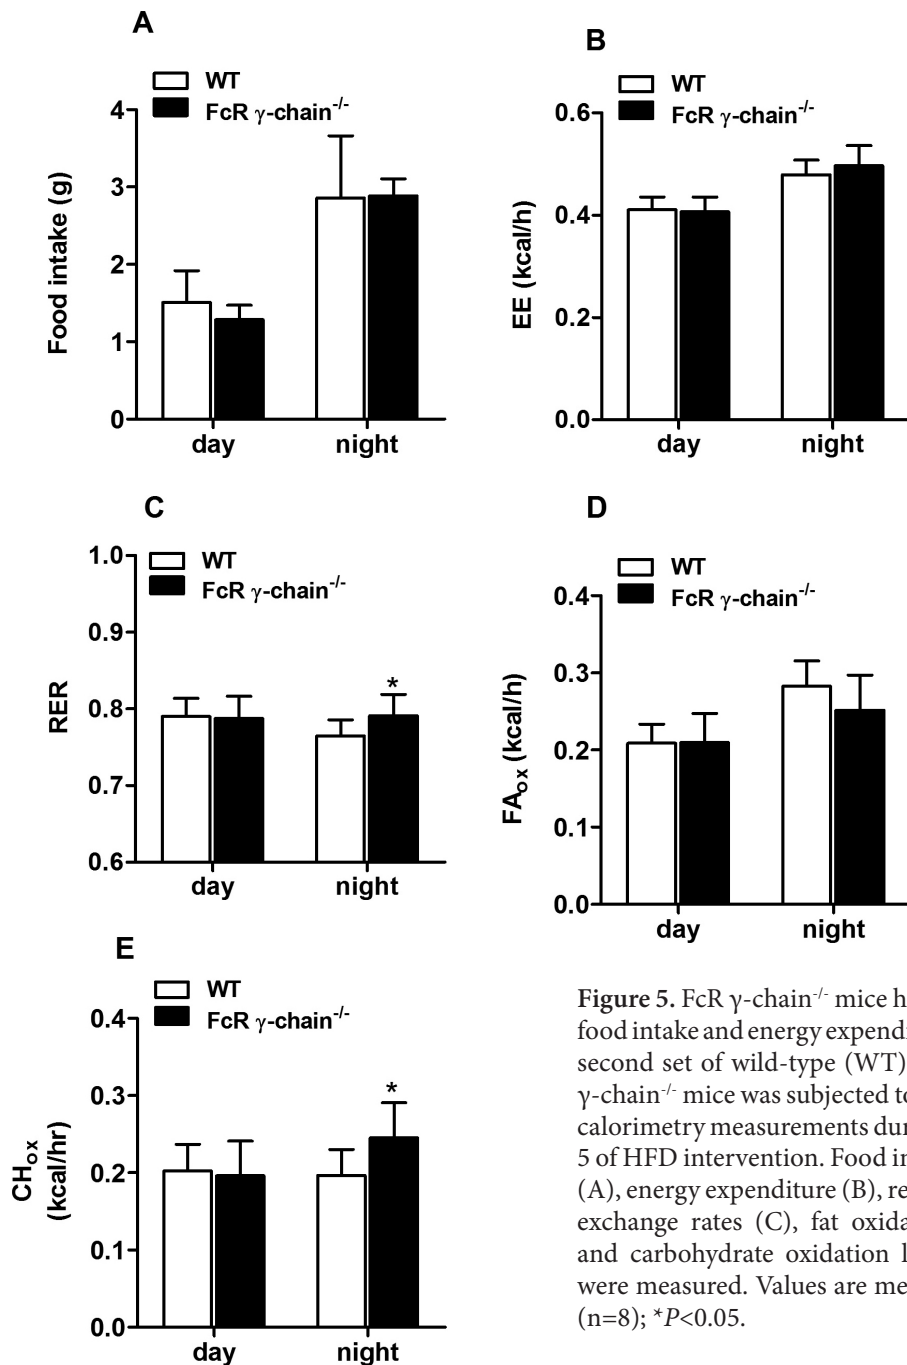 A
WT
FcR γ-chain-/-
4
3
2
1
0
Food intake (g)
day night
B
WT
FcR γ-chain-/-
0.6
0.4
0.2
0.0
EE (kcal/h)
day night
C
WT
FcR γ-chain-/-
1.0
0.9
0.8
0.7
0.6
RER
*
day night
D
WT
FcR γ-chain-/-
0.4
0.3
0.2
0.1
0.0
FAox (kcal/h)
day night
E
WT
FcR γ-chain-/-
0.4
0.3
0.2
0.1
0.0
CHox
(kcal/hr)
*
day night
Figure 5. FcR γ-chain-/- mice h
food intake and energy expend
second set of wild-type (WT)
γ-chain-/- mice was subjected to
calorimetry measurements dur
5 of HFD intervention. Food in
(A), energy expenditure (B), re
exchange rates (C), fat oxida
and carbohydrate oxidation l
were measured. Values are me
(n=8); *P<0.05.